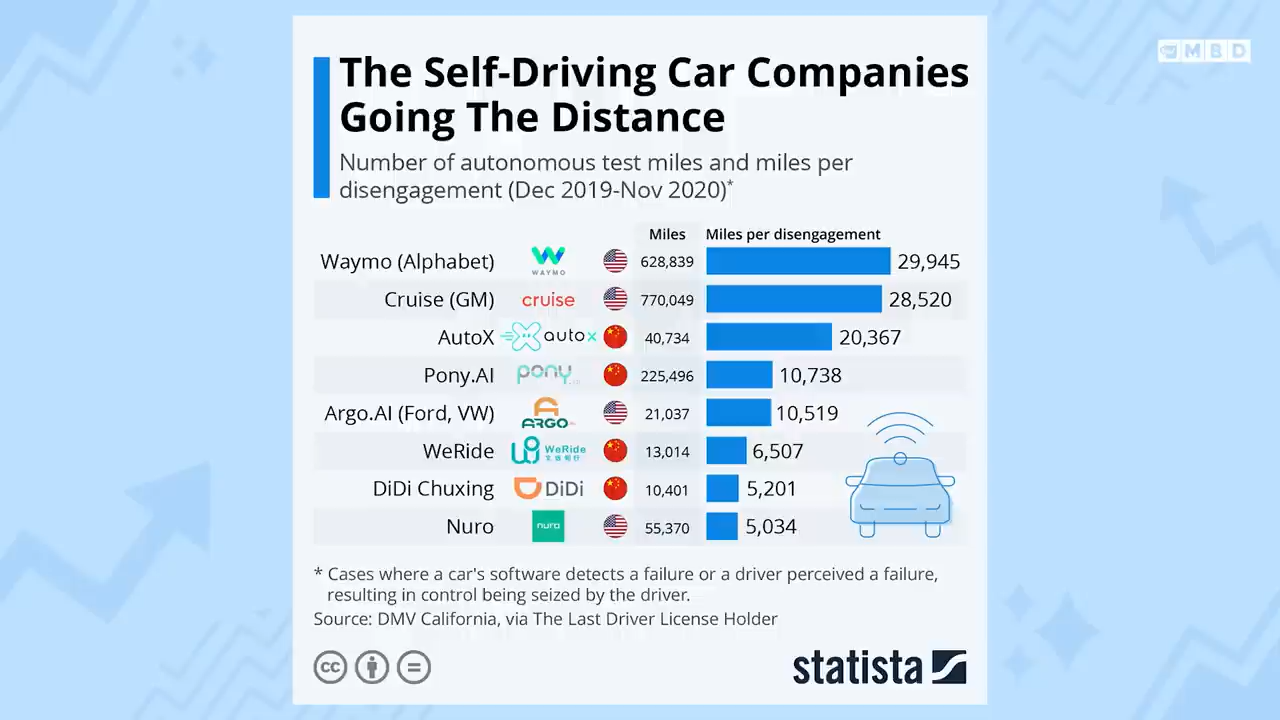 MBD
The Self-Driving Car Companies
Going The Distance
Number of autonomous test miles and miles per
disengagement (Dec 2019-Nov 2020)*
Miles Miles per disengagement
Waymo (Alphabet) WAYMO 628,839 29,945
Cruise (GM) cruise 770,049 28,520
AutoX autox 40,734 20,367
Pony.AI pony.ai 225,496 10,738
Argo.AI (Ford, VW) ARGO 21,037 10,519
WeRide WeRide 13,014 6,507
DiDi Chuxing DiDi 10,401 5,201
Nuro nuro 55,370 5,034
* Cases where a car's software detects a failure or a driver perceived a failure,
resulting in control being seized by the driver.
Source: DMV California, via The Last Driver License Holder
cc =
statista